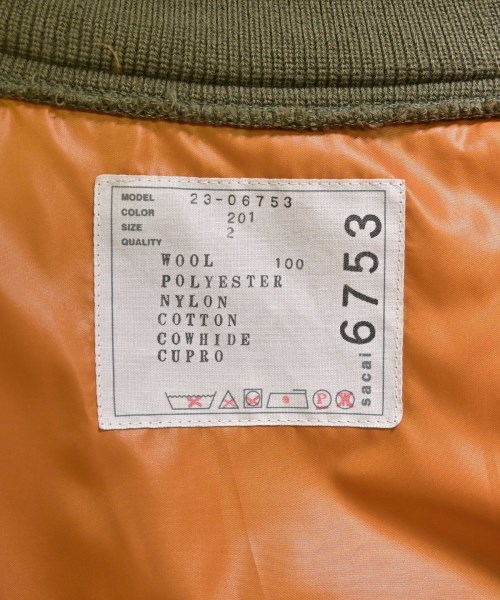 MODEL 23-06753
COLOR 201
SIZE 2
QUALITY
WOOL 100
POLYESTER
NYLON
COTTON
COWHIDE
CUPRO
P
sacai 6753